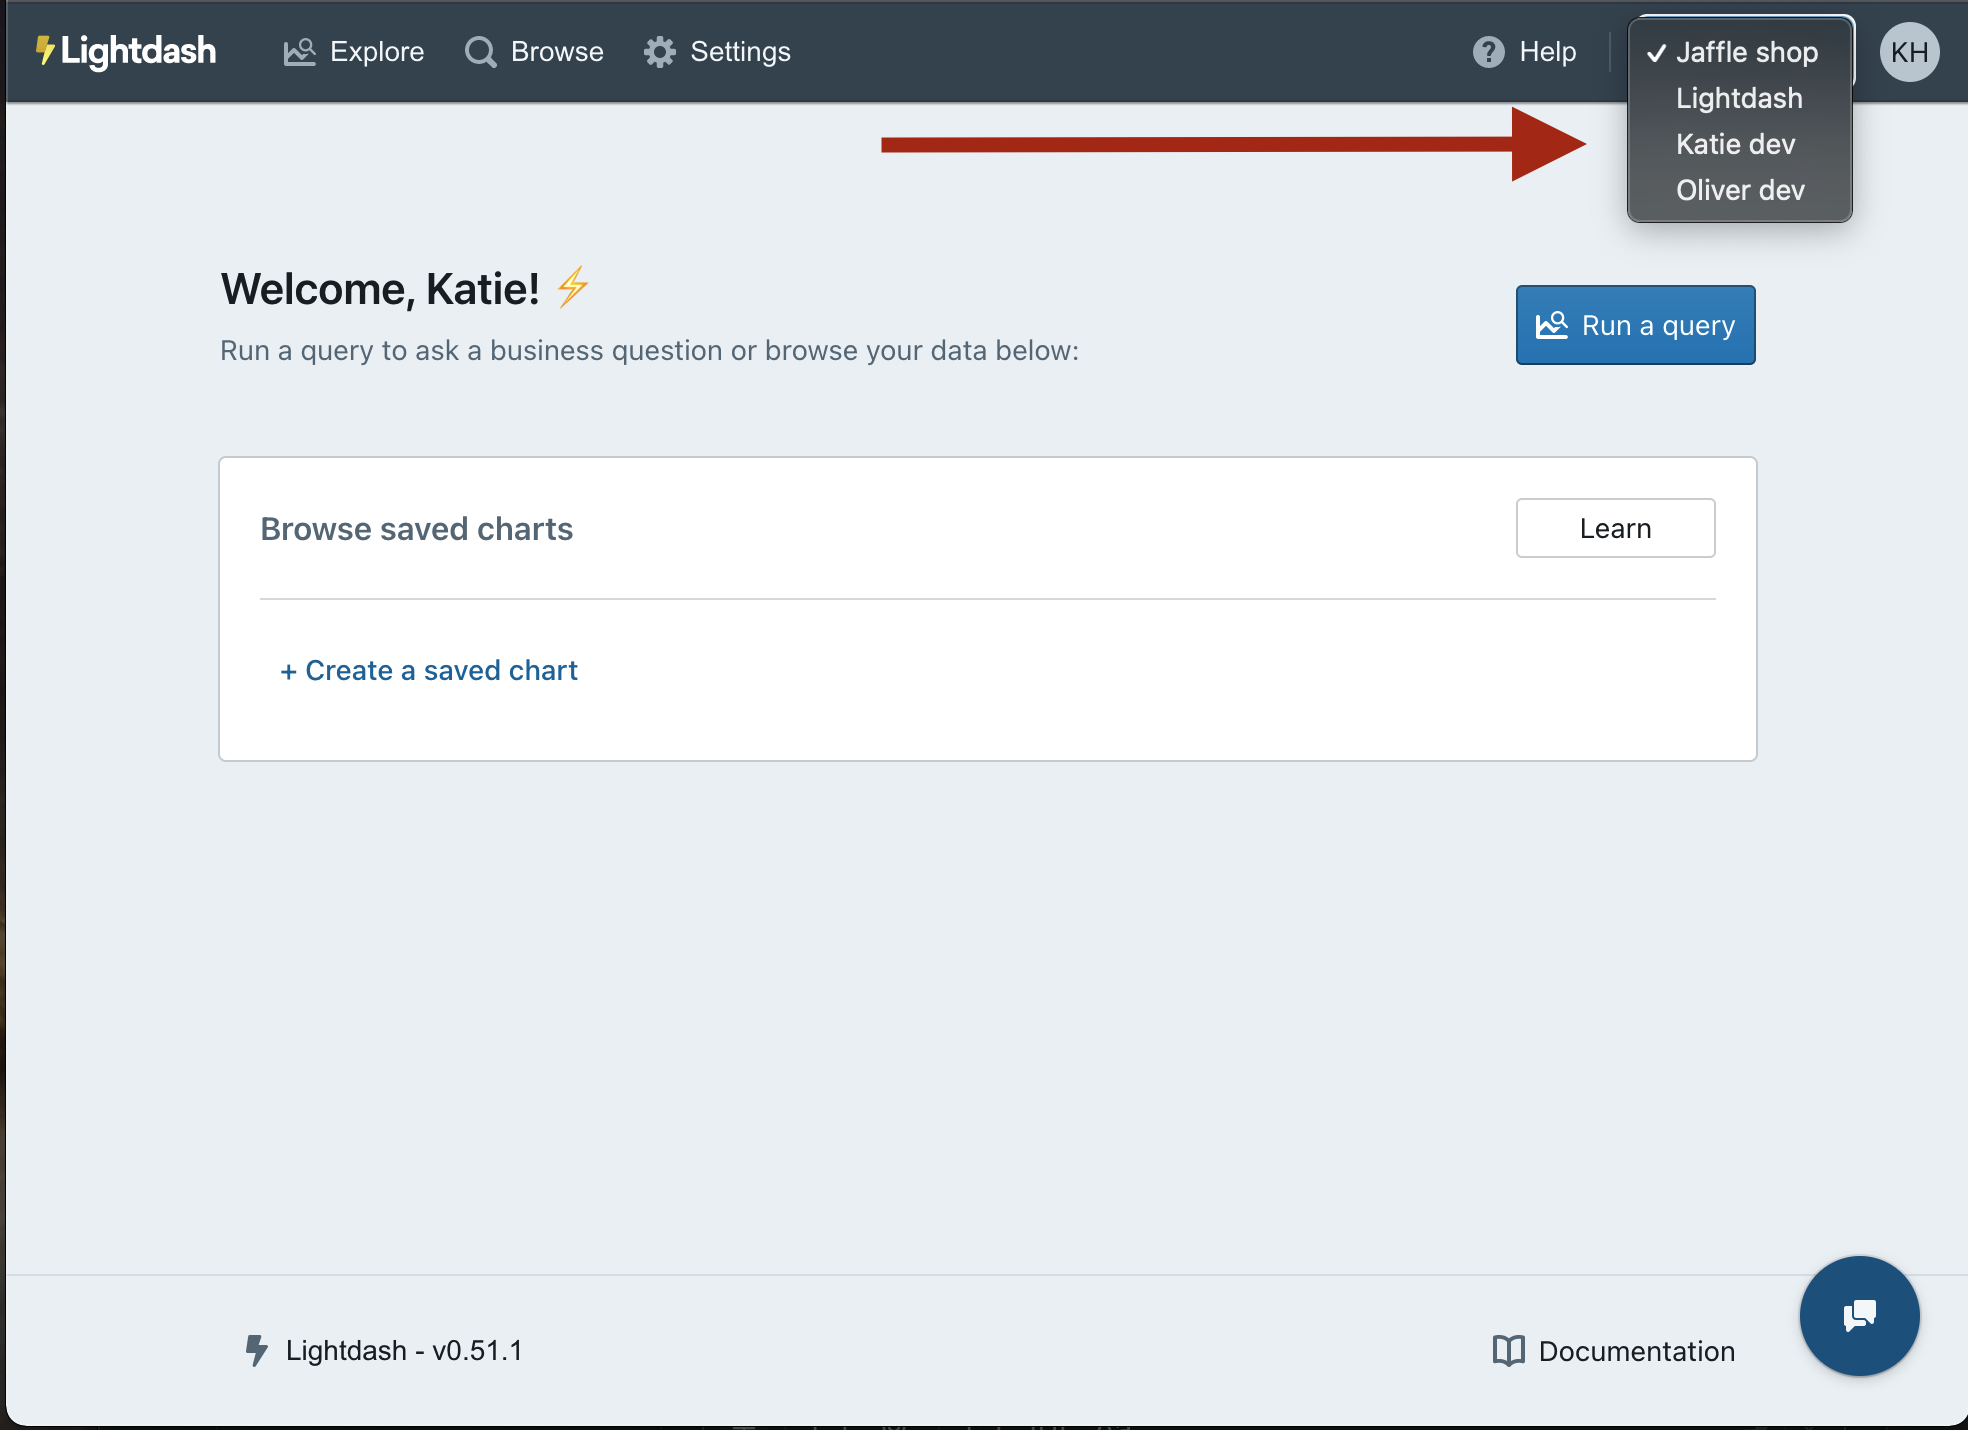 Lightdash Explore Browse Settings ? Help ✓ Jaffle shop KH
Lightdash
Katie dev
Oliver dev
Welcome, Katie! ⚡
Run a query to ask a business question or browse your data below:
Run a query
Browse saved charts
Learn
+ Create a saved chart
Lightdash - v0.51.1
Documentation